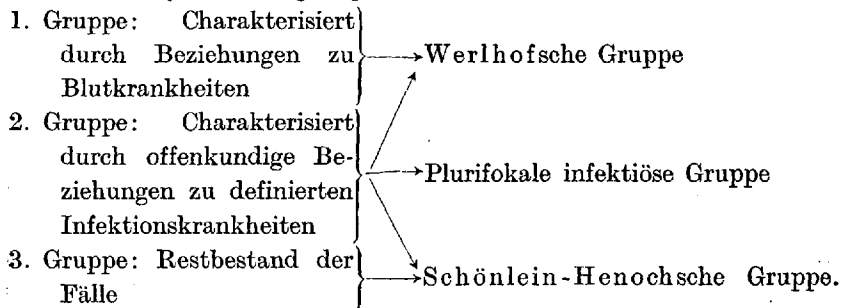 1. Gruppe: Charakterisiert
durch Beziehungen zu
Blutkrankheiten
Werlhofsche Gruppe
2. Gruppe: Charakterisiert
durch offenkundige Be-
ziehungen zu definierten
Infektionskrankheiten
Plurifokale infektiöse Gruppe
3. Gruppe: Restbestand der
Fälle
Schönlein-Henochsche Gruppe.